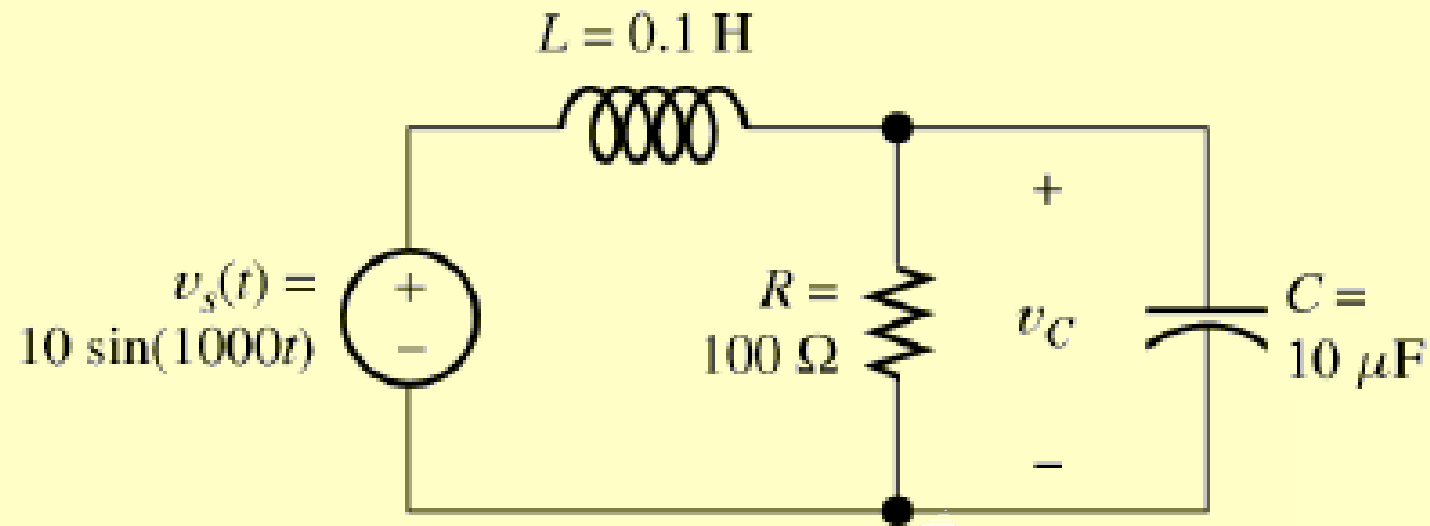 L = 0.1 H
v_s(t) =
10 sin(1000t)
+
−
R =
100 Ω
+
v_C
−
C =
10 μF